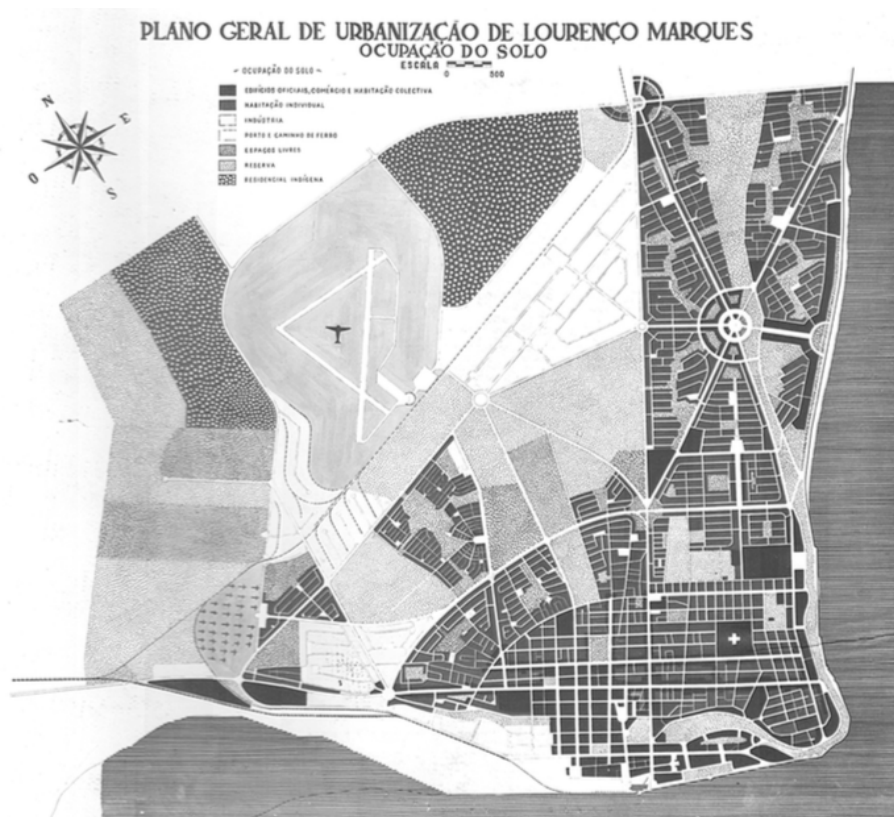 PLANO GERAL DE URBANIZAÇÃO DE LOURENÇO MARQUES
OCUPAÇÃO DO SOLO
ESCALA 0 500
- OCUPAÇÃO DO SOLO -
EDIFÍCIOS OFICIAIS, COMÉRCIO E HABITAÇÃO COLECTIVA
HABITAÇÃO INDIVIDUAL
INDÚSTRIA
PORTO E CAMINHO DE FERRO
ESPAÇOS LIVRES
RESERVA
RESIDENCIAL INDÍGENA
N
E
O
S